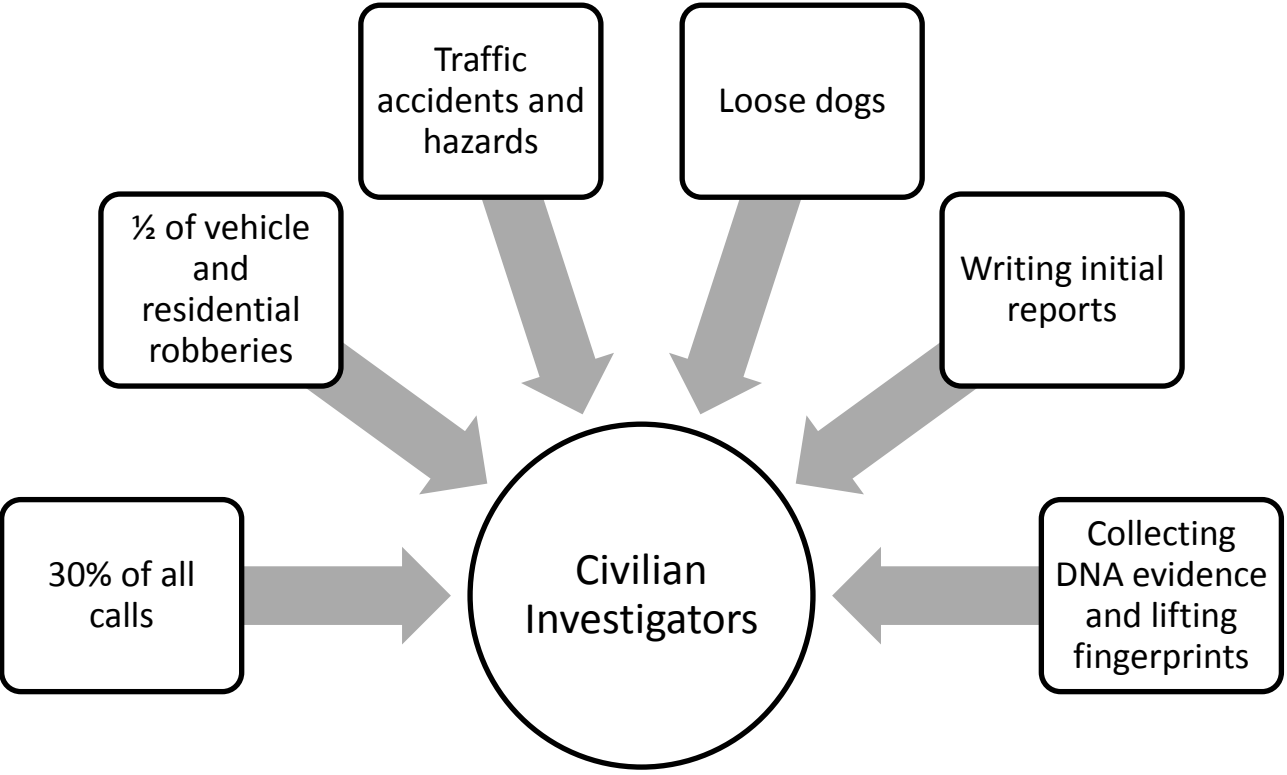 Traffic
accidents and
hazards
Loose dogs
½ of vehicle
and
residential
robberies
Writing initial
reports
30% of all
calls
Civilian
Investigators
Collecting
DNA evidence
and lifting
fingerprints